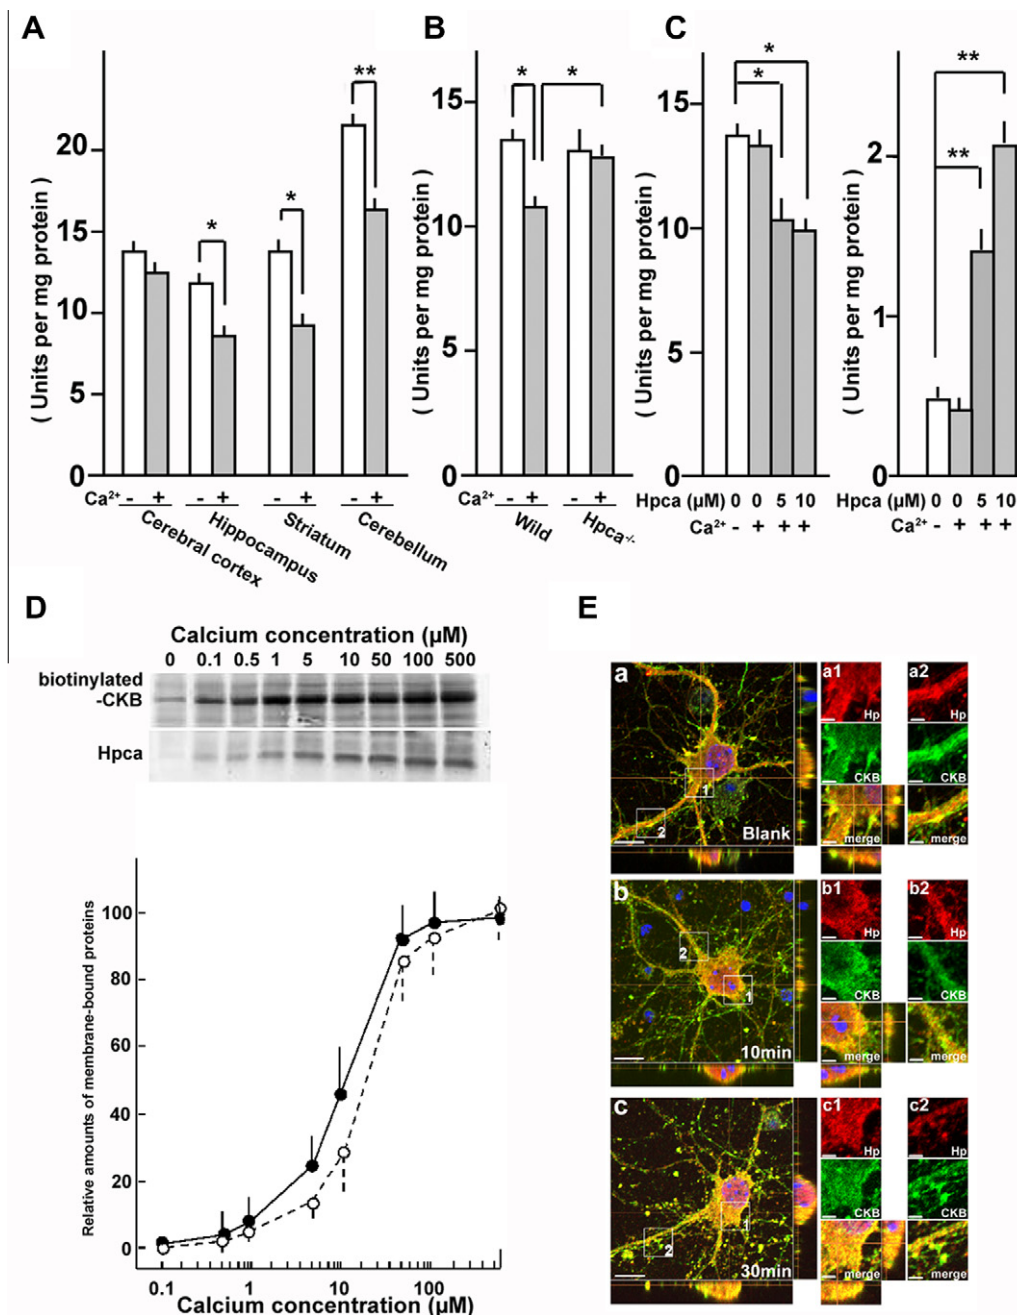 A
( Units per mg protein )
20
15
10
5
0
*
*
**
Ca2+ - + - + - + - +
Cerebral cortex
Hippocampus
Striatum
Cerebellum
B
( Units per mg protein )
15
10
5
0
*
*
Ca2+ - + - +
Wild
Hpca-/-
C
( Units per mg protein )
15
10
5
0
*
*
Hpca (µM) 0 0 5 10
Ca2+ - + + +
( Units per mg protein )
2
1
0
**
**
Hpca (µM) 0 0 5 10
Ca2+ - + + +
D
Calcium concentration (µM)
0 0.1 0.5 1 5 10 50 100 500
biotinylated
-CKB
Hpca
Relative amounts of membrane-bound proteins
100
80
60
40
20
0
0.1 1 10 100
Calcium concentration (µM)
E
a
1
2
Blank
a1
Hp
CKB
merge
a2
Hp
CKB
merge
b
2
1
10min
b1
Hp
CKB
merge
b2
Hp
CKB
merge
c
1
2
30min
c1
Hp
CKB
merge
c2
Hp
CKB
merge